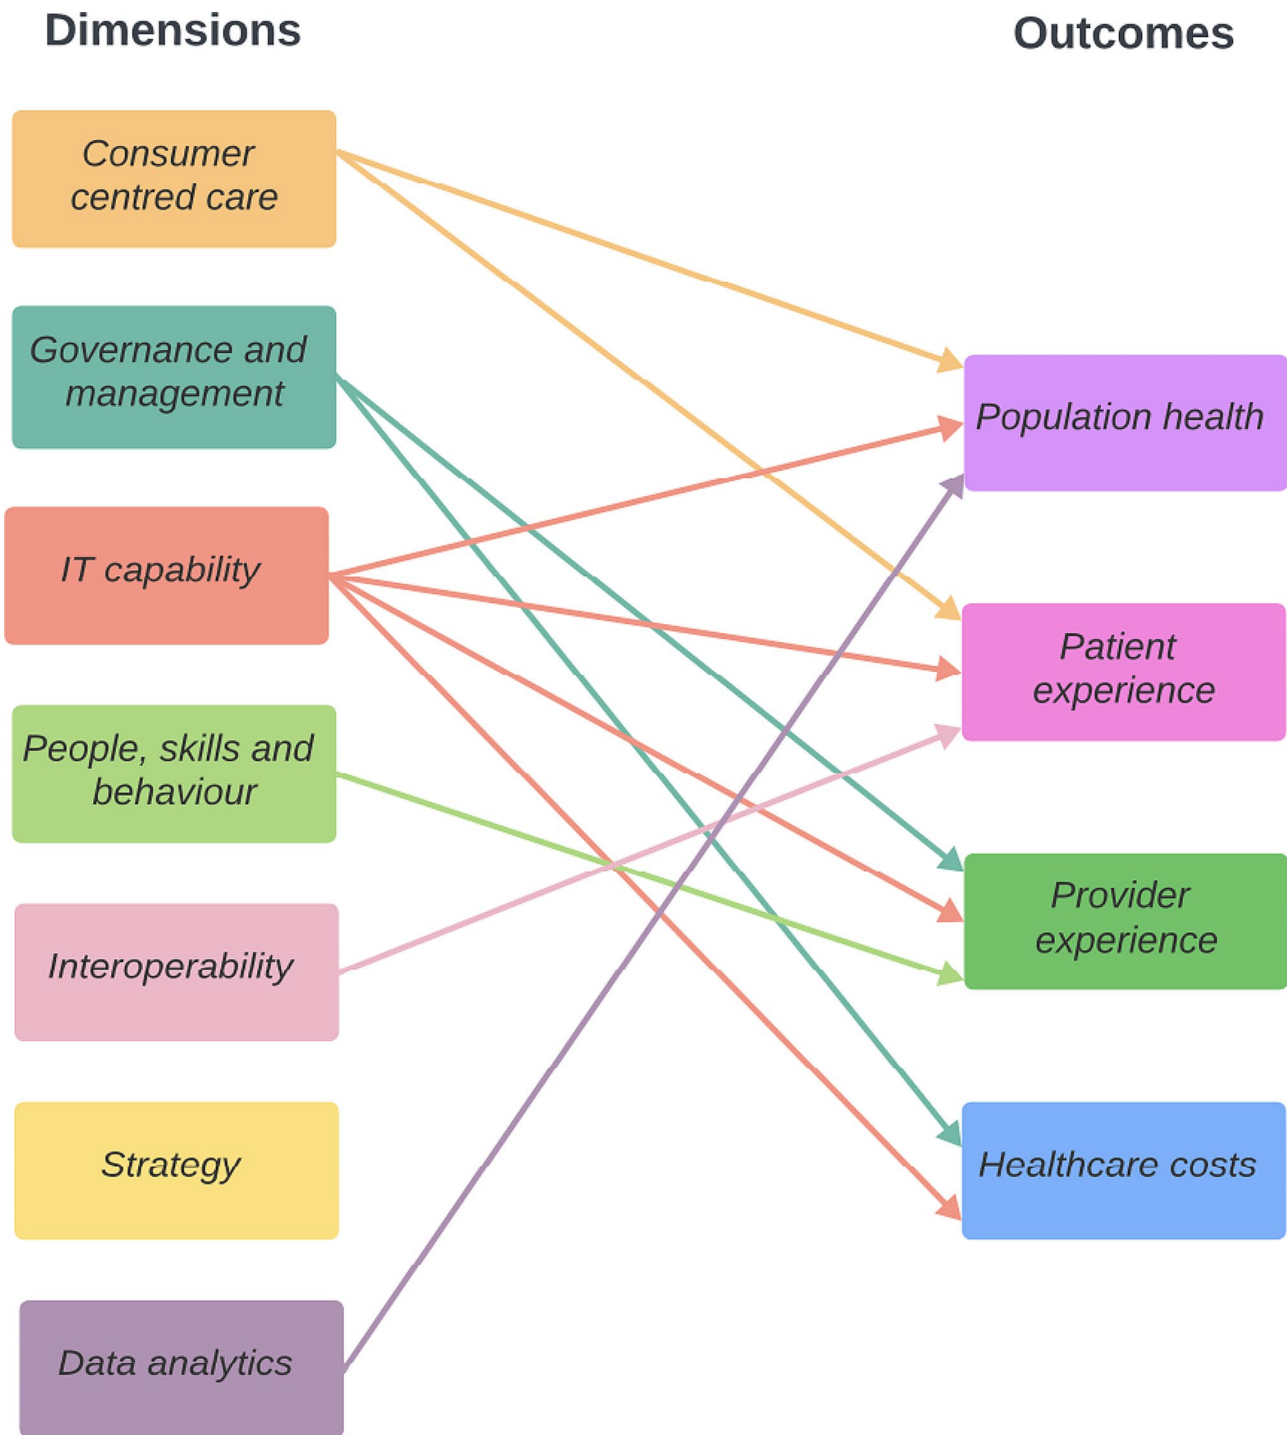 Dimensions
Outcomes
Consumer
centred care
Governance and
management
IT capability
People, skills and
behaviour
Interoperability
Strategy
Data analytics
Population health
Patient
experience
Provider
experience
Healthcare costs